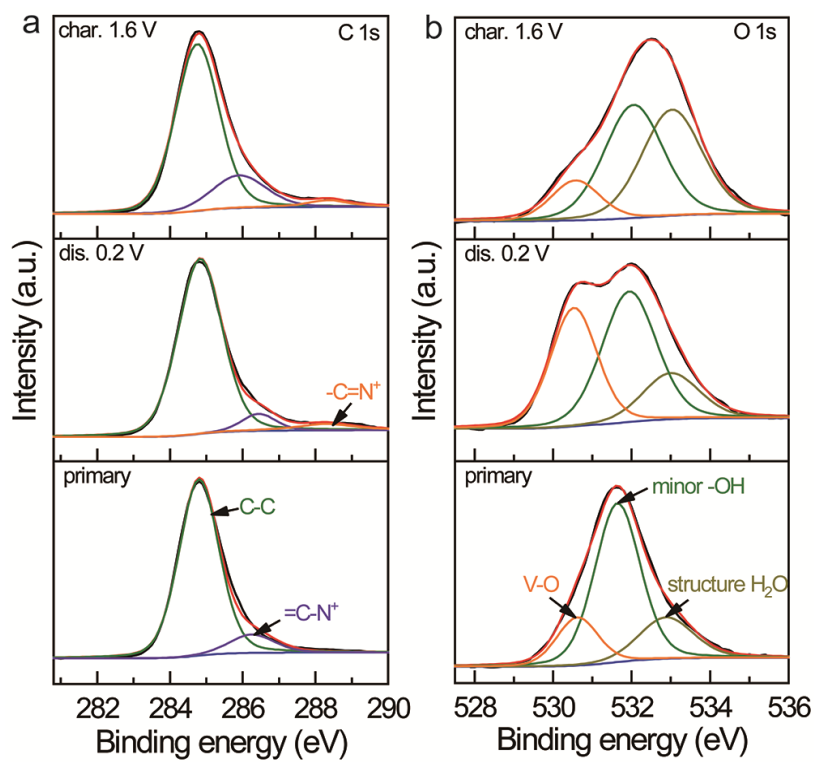 a
char. 1.6 V
C 1s
dis. 0.2 V
-C=N⁺
primary
C-C
=C-N⁺
Intensity (a.u.)
282 284 286 288 290
Binding energy (eV)
b
char. 1.6 V
O 1s
dis. 0.2 V
primary
minor -OH
V-O
structure H₂O
Intensity (a.u.)
528 530 532 534 536
Binding energy (eV)